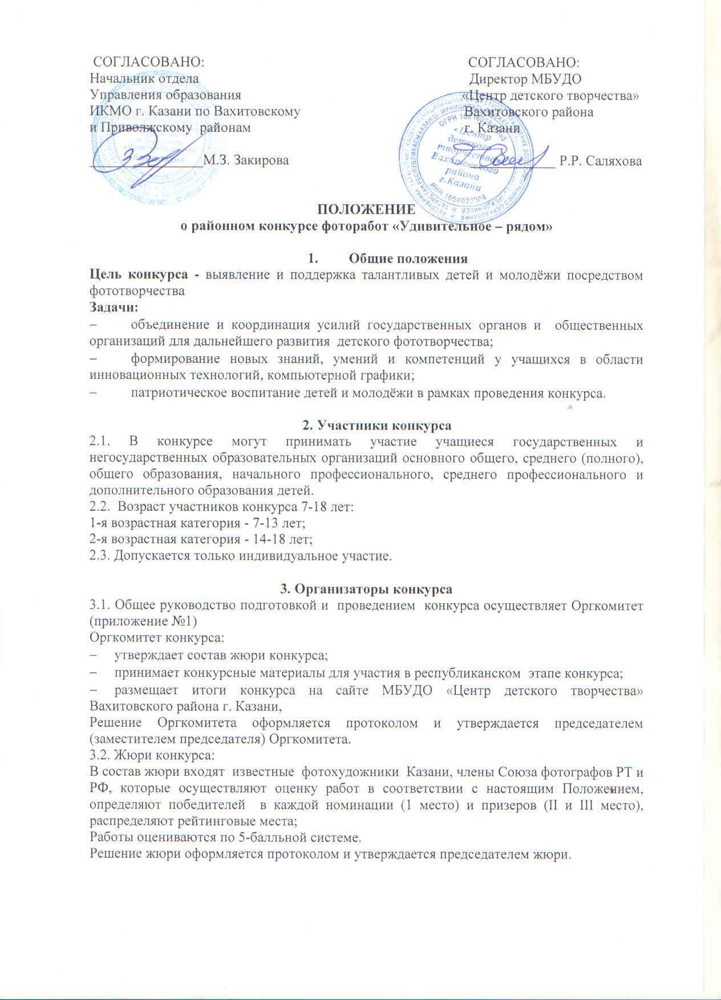 СОГЛАСОВАНО:
Начальник отдела
Управления образования
ИКМО г. Казани по Вахитовскому
и Приволжскому районам
М.З. Закирова
СОГЛАСОВАНО:
Директор МБУДО
«Центр детского творчества»
Вахитовского района
г. Казани
Р.Р. Саляхова
«Центр
детского
творчества»
Вахитовского
района
г.Казани
ИНН 1654023304
ПОЛОЖЕНИЕ
о районном конкурсе фоторабот «Удивительное – рядом»
1. Общие положения
Цель конкурса - выявление и поддержка талантливых детей и молодёжи посредством
фототворчества
Задачи:
– объединение и координация усилий государственных органов и общественных
организаций для дальнейшего развития детского фототворчества;
– формирование новых знаний, умений и компетенций у учащихся в области
инновационных технологий, компьютерной графики;
– патриотическое воспитание детей и молодёжи в рамках проведения конкурса.
2. Участники конкурса
2.1. В конкурсе могут принимать участие учащиеся государственных и
негосударственных образовательных организаций основного общего, среднего (полного),
общего образования, начального профессионального, среднего профессионального и
дополнительного образования детей.
2.2. Возраст участников конкурса 7-18 лет:
1-я возрастная категория - 7-13 лет;
2-я возрастная категория - 14-18 лет;
2.3. Допускается только индивидуальное участие.
3. Организаторы конкурса
3.1. Общее руководство подготовкой и проведением конкурса осуществляет Оргкомитет
(приложение №1)
Оргкомитет конкурса:
– утверждает состав жюри конкурса;
– принимает конкурсные материалы для участия в республиканском этапе конкурса;
– размещает итоги конкурса на сайте МБУДО «Центр детского творчества»
Вахитовского района г. Казани,
Решение Оргкомитета оформляется протоколом и утверждается председателем
(заместителем председателя) Оргкомитета.
3.2. Жюри конкурса:
В состав жюри входят известные фотохудожники Казани, члены Союза фотографов РТ и
РФ, которые осуществляют оценку работ в соответствии с настоящим Положением,
определяют победителей в каждой номинации (1 место) и призеров (II и III место),
распределяют рейтинговые места;
Работы оцениваются по 5-балльной системе.
Решение жюри оформляется протоколом и утверждается председателем жюри.